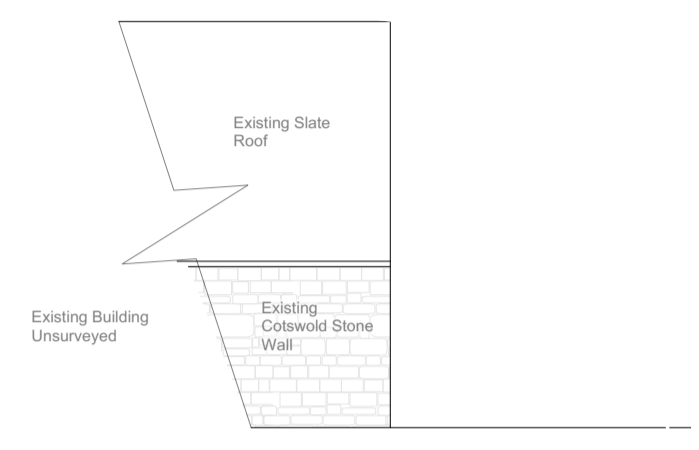 Existing Slate
Roof
Existing Building
Unsurveyed
Existing
Cotswold Stone
Wall